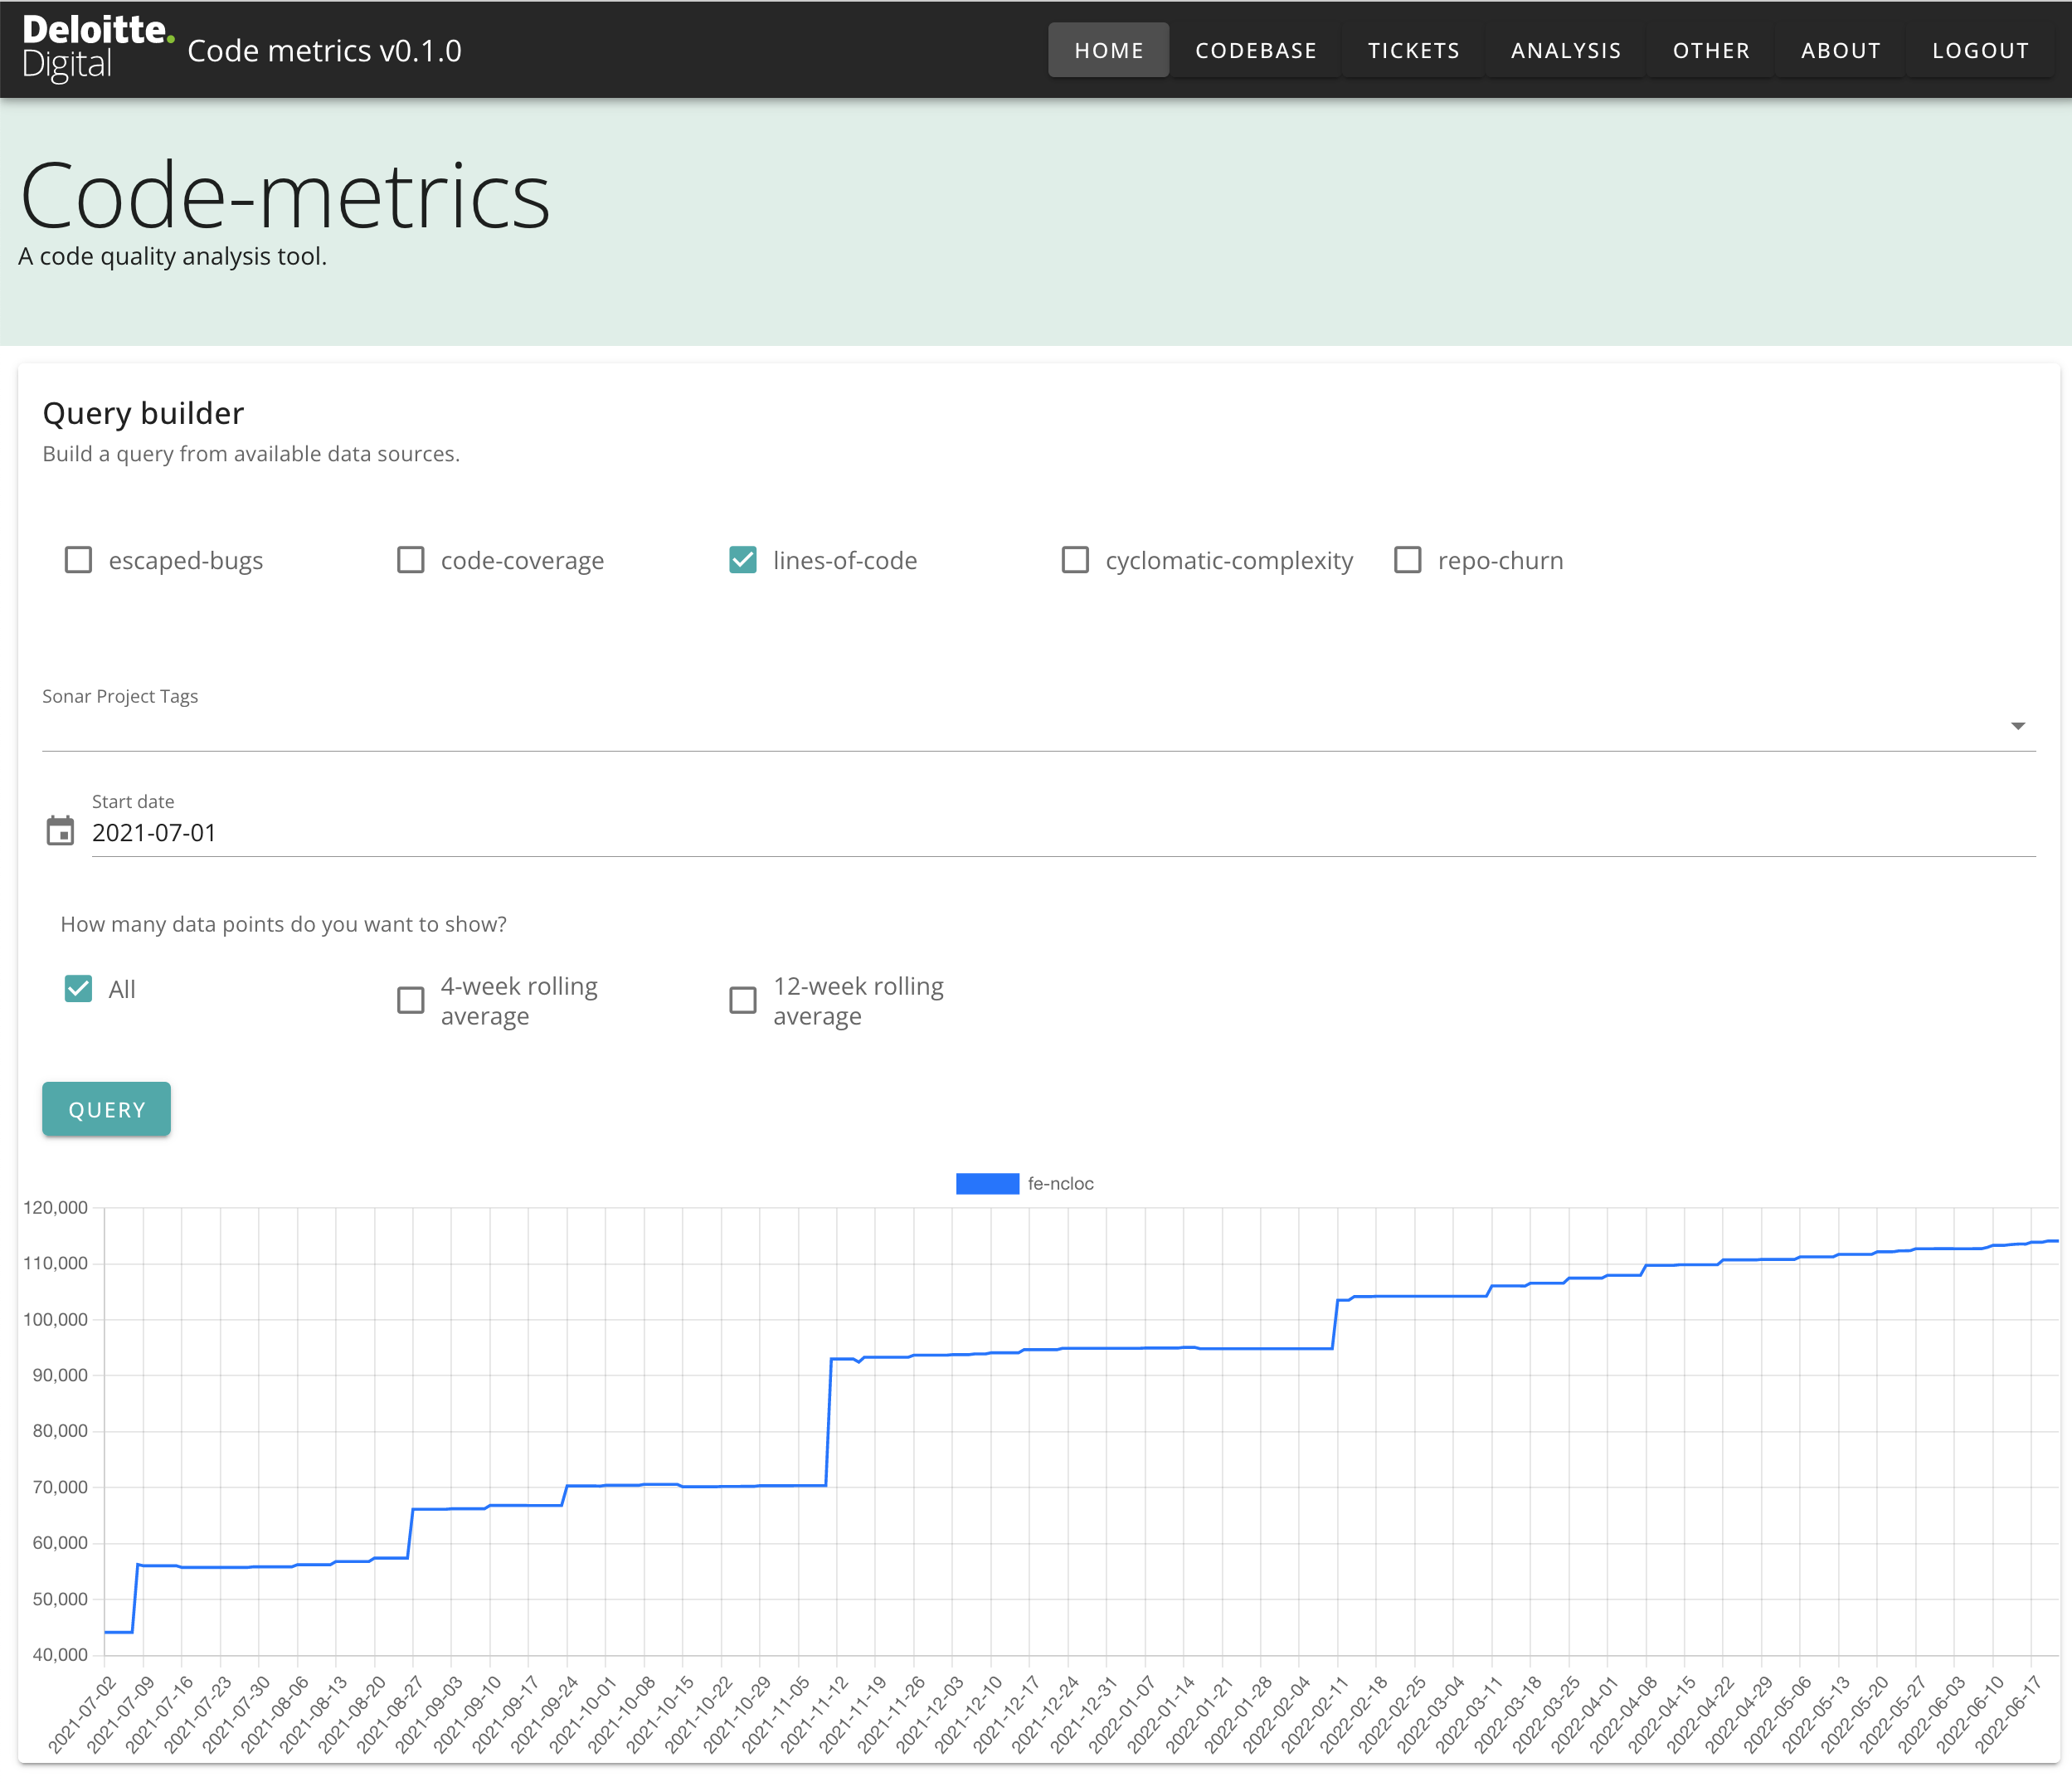 Deloitte.
Digital
Code metrics v0.1.0
HOME
CODEBASE
TICKETS
ANALYSIS
OTHER
ABOUT
LOGOUT
Code-metrics
A code quality analysis tool.
Query builder
Build a query from available data sources.
escaped-bugs
code-coverage
lines-of-code
cyclomatic-complexity
repo-churn
Sonar Project Tags
Start date
2021-07-01
How many data points do you want to show?
All
4-week rolling
average
12-week rolling
average
QUERY
fe-ncloc
120,000
110,000
100,000
90,000
80,000
70,000
60,000
50,000
40,000
2021-07-02
2021-07-09
2021-07-16
2021-07-23
2021-07-30
2021-08-06
2021-08-13
2021-08-20
2021-08-27
2021-09-03
2021-09-10
2021-09-17
2021-09-24
2021-10-01
2021-10-08
2021-10-15
2021-10-22
2021-10-29
2021-11-05
2021-11-12
2021-11-19
2021-11-26
2021-12-03
2021-12-10
2021-12-17
2021-12-24
2021-12-31
2022-01-07
2022-01-14
2022-01-21
2022-01-28
2022-02-04
2022-02-11
2022-02-18
2022-02-25
2022-03-04
2022-03-11
2022-03-18
2022-03-25
2022-04-01
2022-04-08
2022-04-15
2022-04-22
2022-04-29
2022-05-06
2022-05-13
2022-05-20
2022-05-27
2022-06-03
2022-06-10
2022-06-17